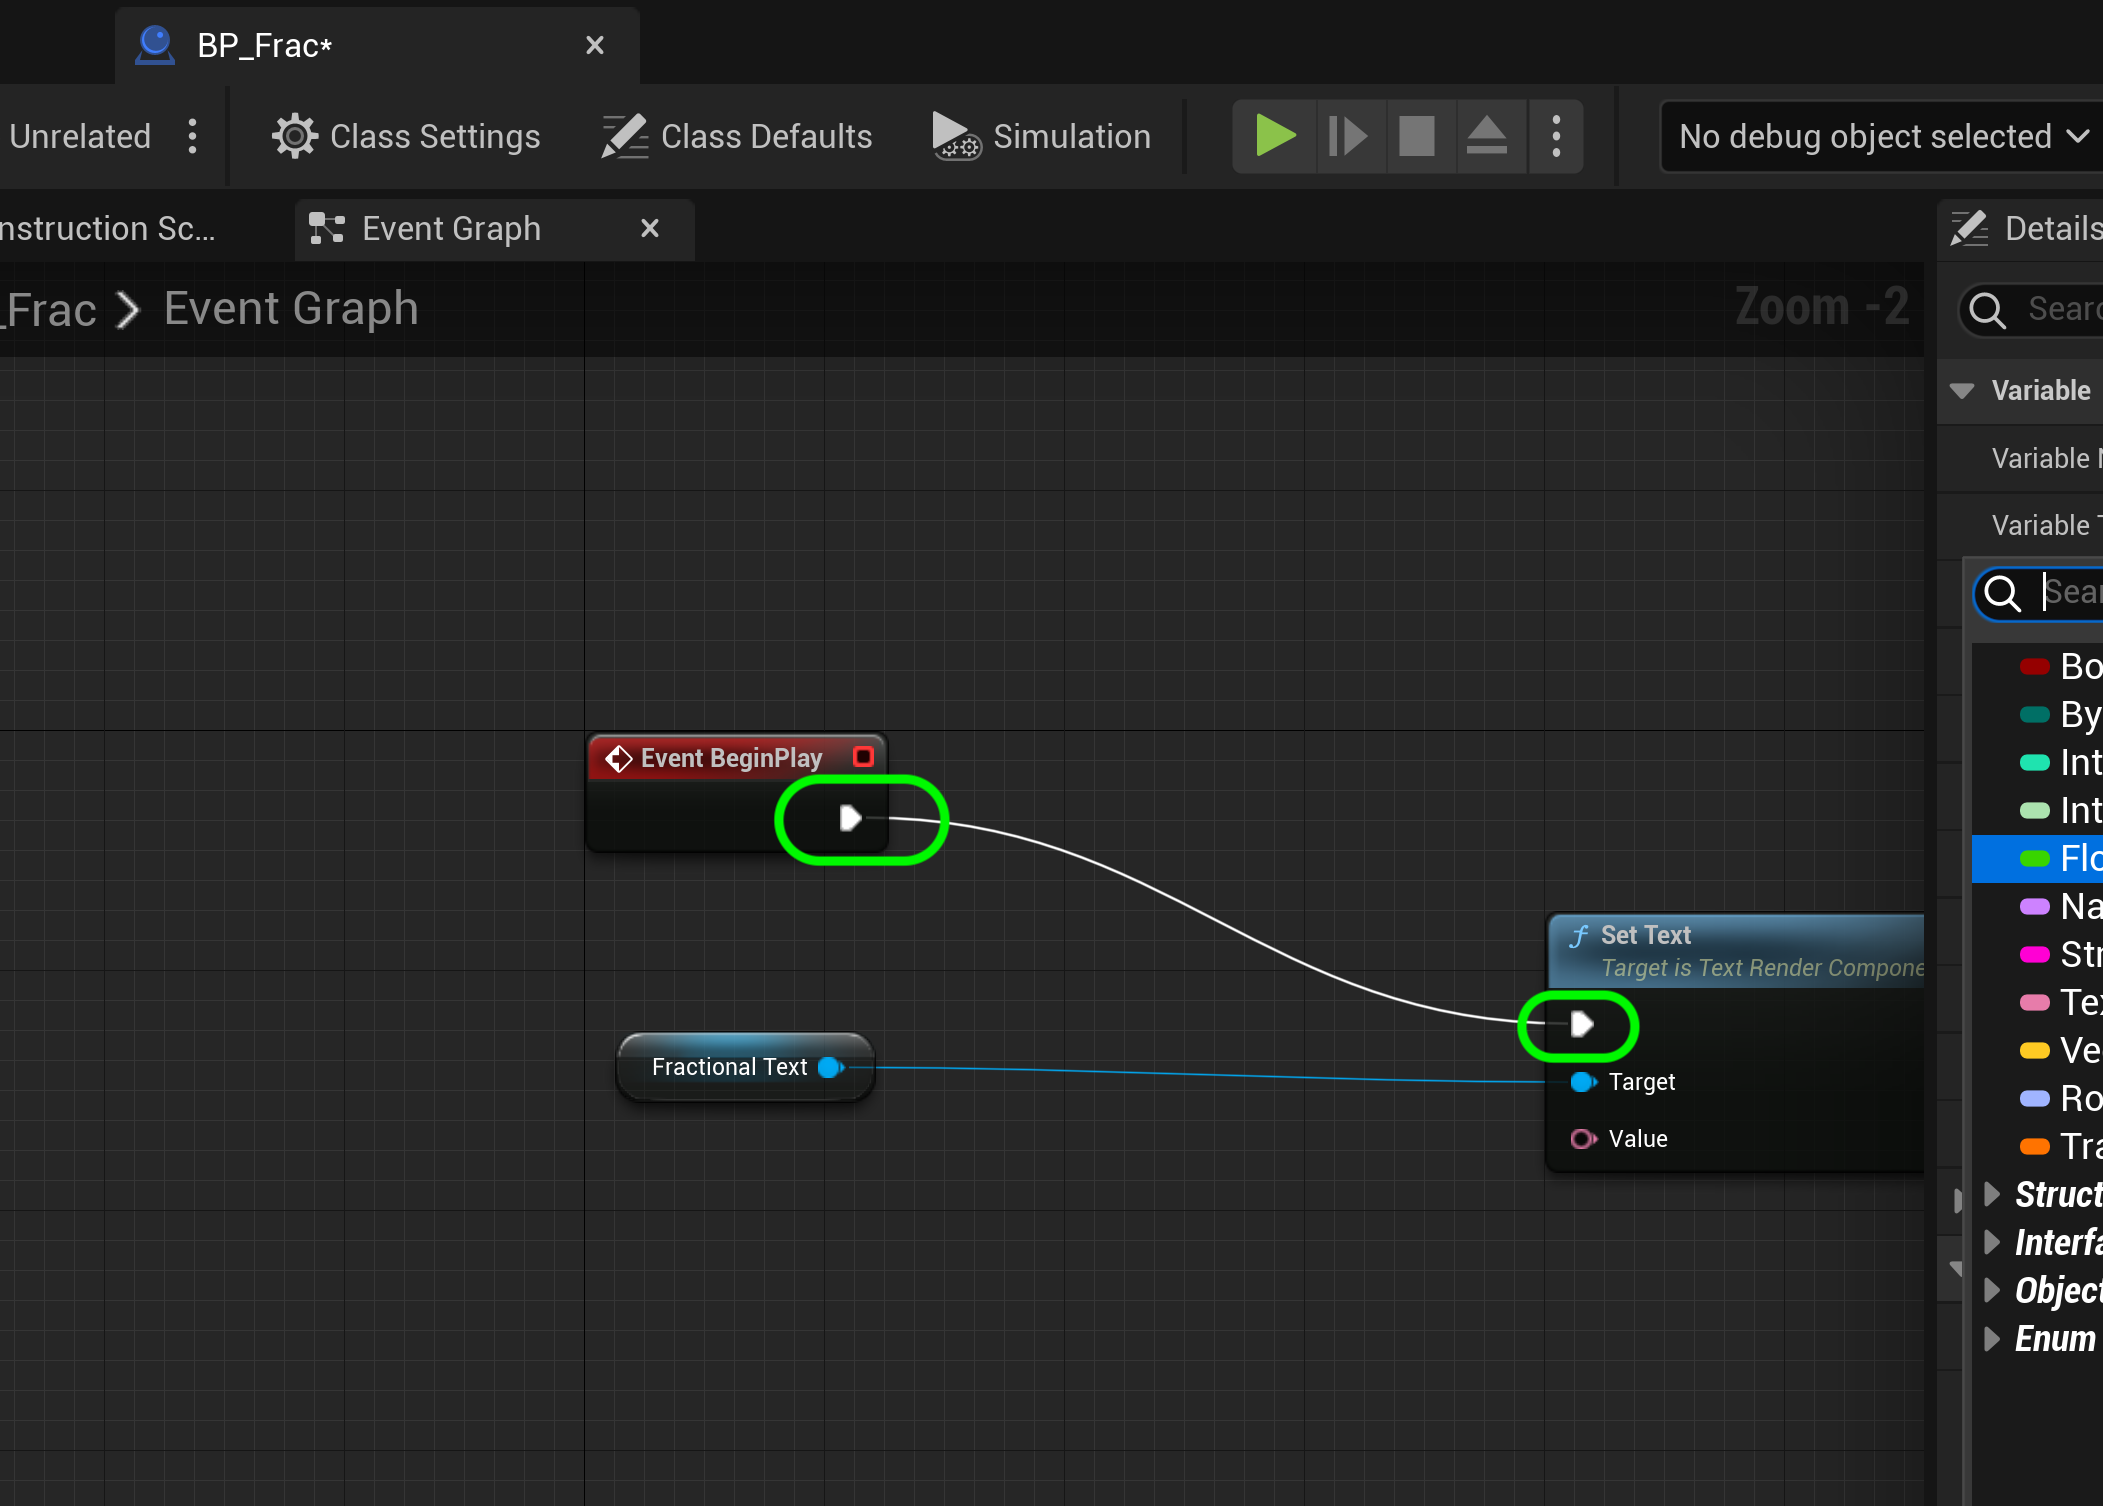 BP_Frac*
Unrelated
Class Settings
Class Defaults
Simulation
No debug object selected
nstruction Sc...
Event Graph
Details
_Frac > Event Graph
Zoom -2
Sear
Variable
Variable N
Variable T
Sear
Event BeginPlay
Bo
By
Int
Int
Flo
Na
Str
Tex
Ve
Ro
Tra
Set Text
Target is Text Render Compone
Fractional Text
Target
Value
Struct
Interfa
Object
Enum